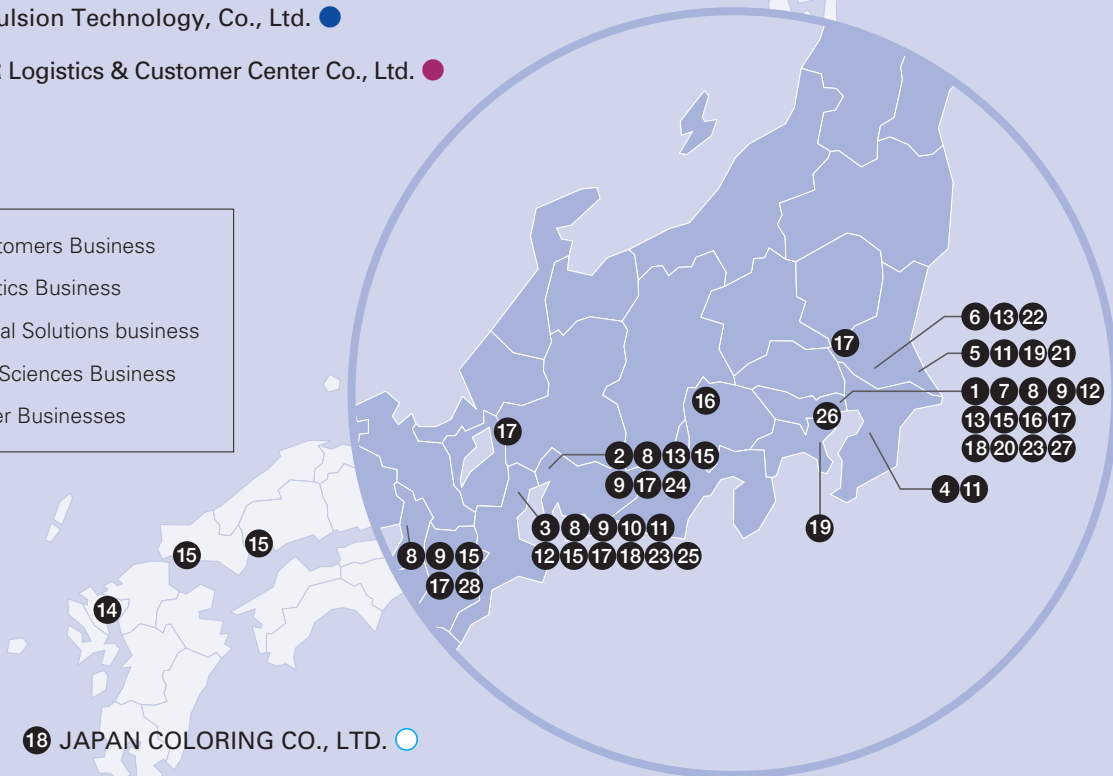 ulsion Technology, Co., Ltd.
Logistics & Customer Center Co., Ltd.
tomers Business
tics Business
al Solutions business
Sciences Business
er Businesses
17
6 13 22
5 11 19 21
16
26
1 7 8 9 12
13 15 16 17
18 20 23 27
17
2 8 13 15
9 17 24
4 11
3 8 9 10 11
12 15 17 18 23 25
19
15
15
8 9 15
17 28
14
18 JAPAN COLORING CO., LTD.